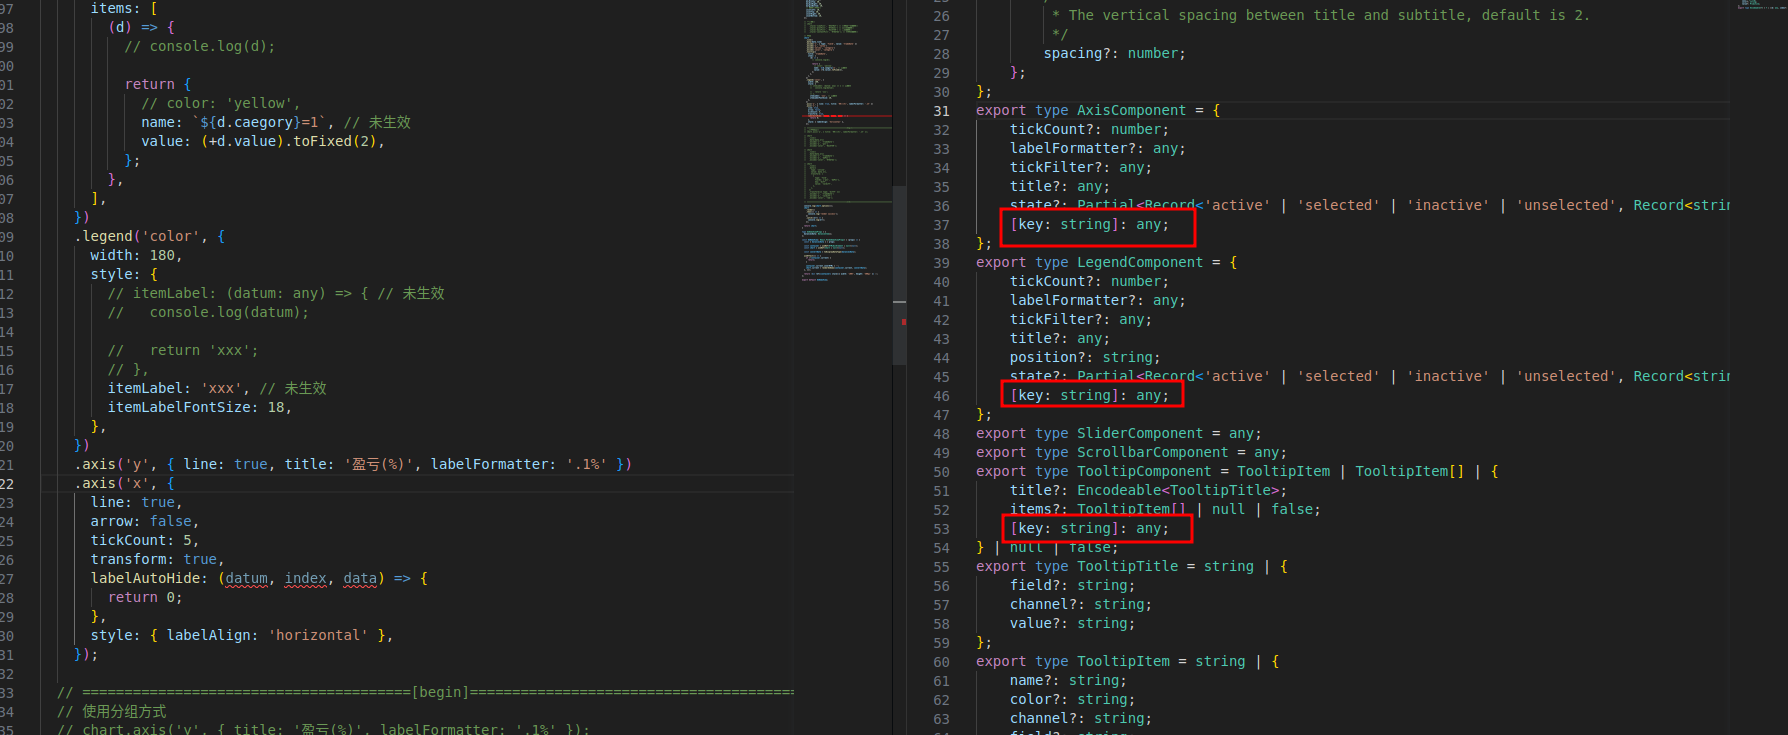 97 items: [
98 (d) => {
99 // console.log(d);
00
01 return {
02 // color: 'yellow',
03 name: `${d.caegory}=1`, // 未生效
04 value: (+d.value).toFixed(2),
05 };
06 },
07 ],
08 })
09 .legend('color', {
10 width: 180,
11 style: {
12 // itemLabel: (datum: any) => { // 未生效
13 //   console.log(datum);
14
15 //   return 'xxx';
16 // },
17 itemLabel: 'xxx', // 未生效
18 itemLabelFontSize: 18,
19 },
20 })
21 .axis('y', { line: true, title: '盈亏(%)', labelFormatter: '.1%' })
22 .axis('x', {
23 line: true,
24 arrow: false,
25 tickCount: 5,
26 transform: true,
27 labelAutoHide: (datum, index, data) => {
28 return 0;
29 },
30 style: { labelAlign: 'horizontal' },
31 });
32
33 // =======================================[begin]=======================================
34 // 使用分组方式
35 // chart.axis('y', { title: '盈亏(%)', labelFormatter: '.1%' });
26 * The vertical spacing between title and subtitle, default is 2.
27 */
28 spacing?: number;
29 };
30 };
31 export type AxisComponent = {
32 tickCount?: number;
33 labelFormatter?: any;
34 tickFilter?: any;
35 title?: any;
36 state?: Partial<Record<'active' | 'selected' | 'inactive' | 'unselected', Record<strin
37 [key: string]: any;
38 };
39 export type LegendComponent = {
40 tickCount?: number;
41 labelFormatter?: any;
42 tickFilter?: any;
43 title?: any;
44 position?: string;
45 state?: Partial<Record<'active' | 'selected' | 'inactive' | 'unselected', Record<strin
46 [key: string]: any;
47 };
48 export type SliderComponent = any;
49 export type ScrollbarComponent = any;
50 export type TooltipComponent = TooltipItem | TooltipItem[] | {
51 title?: Encodeable<TooltipTitle>;
52 items?: TooltipItem[] | null | false;
53 [key: string]: any;
54 } | null | false;
55 export type TooltipTitle = string | {
56 field?: string;
57 channel?: string;
58 value?: string;
59 };
60 export type TooltipItem = string | {
61 name?: string;
62 color?: string;
63 channel?: string;